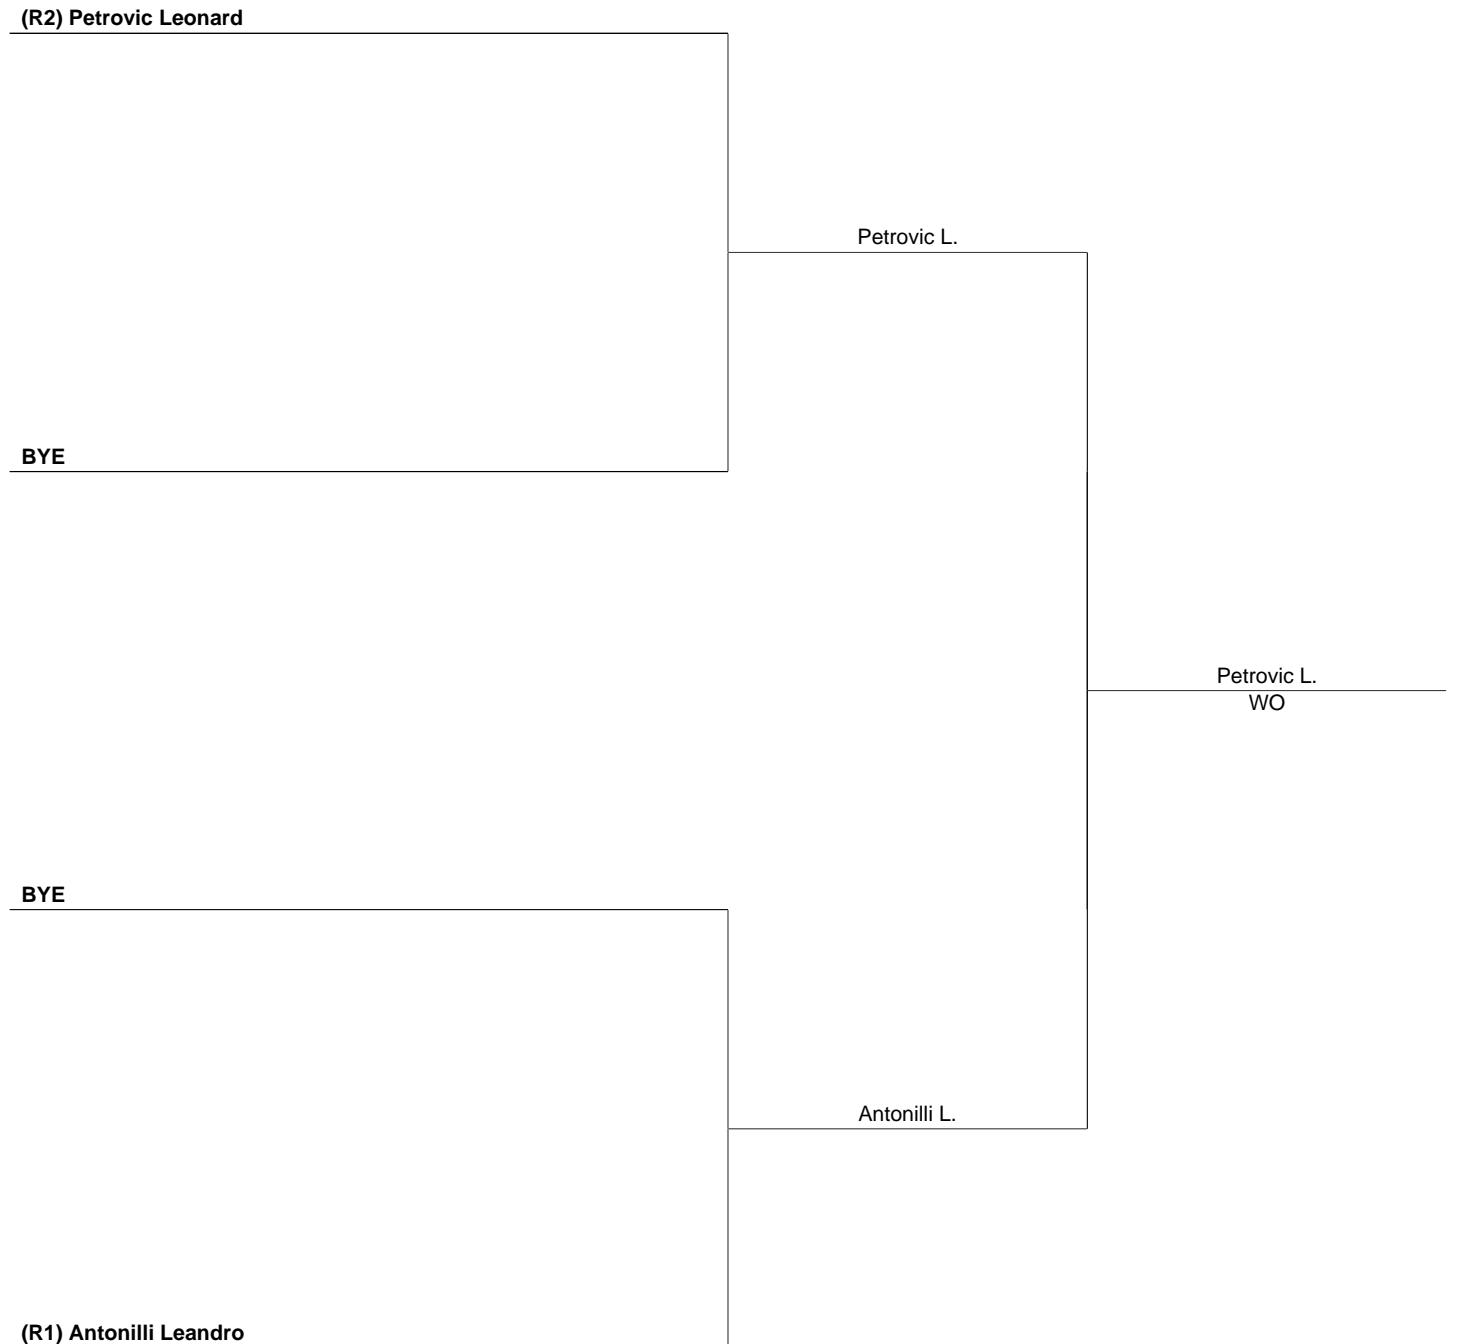 (R2) Petrovic Leonard
Petrovic L.
BYE
Petrovic L.
WO
BYE
Antonilli L.
(R1) Antonilli Leandro